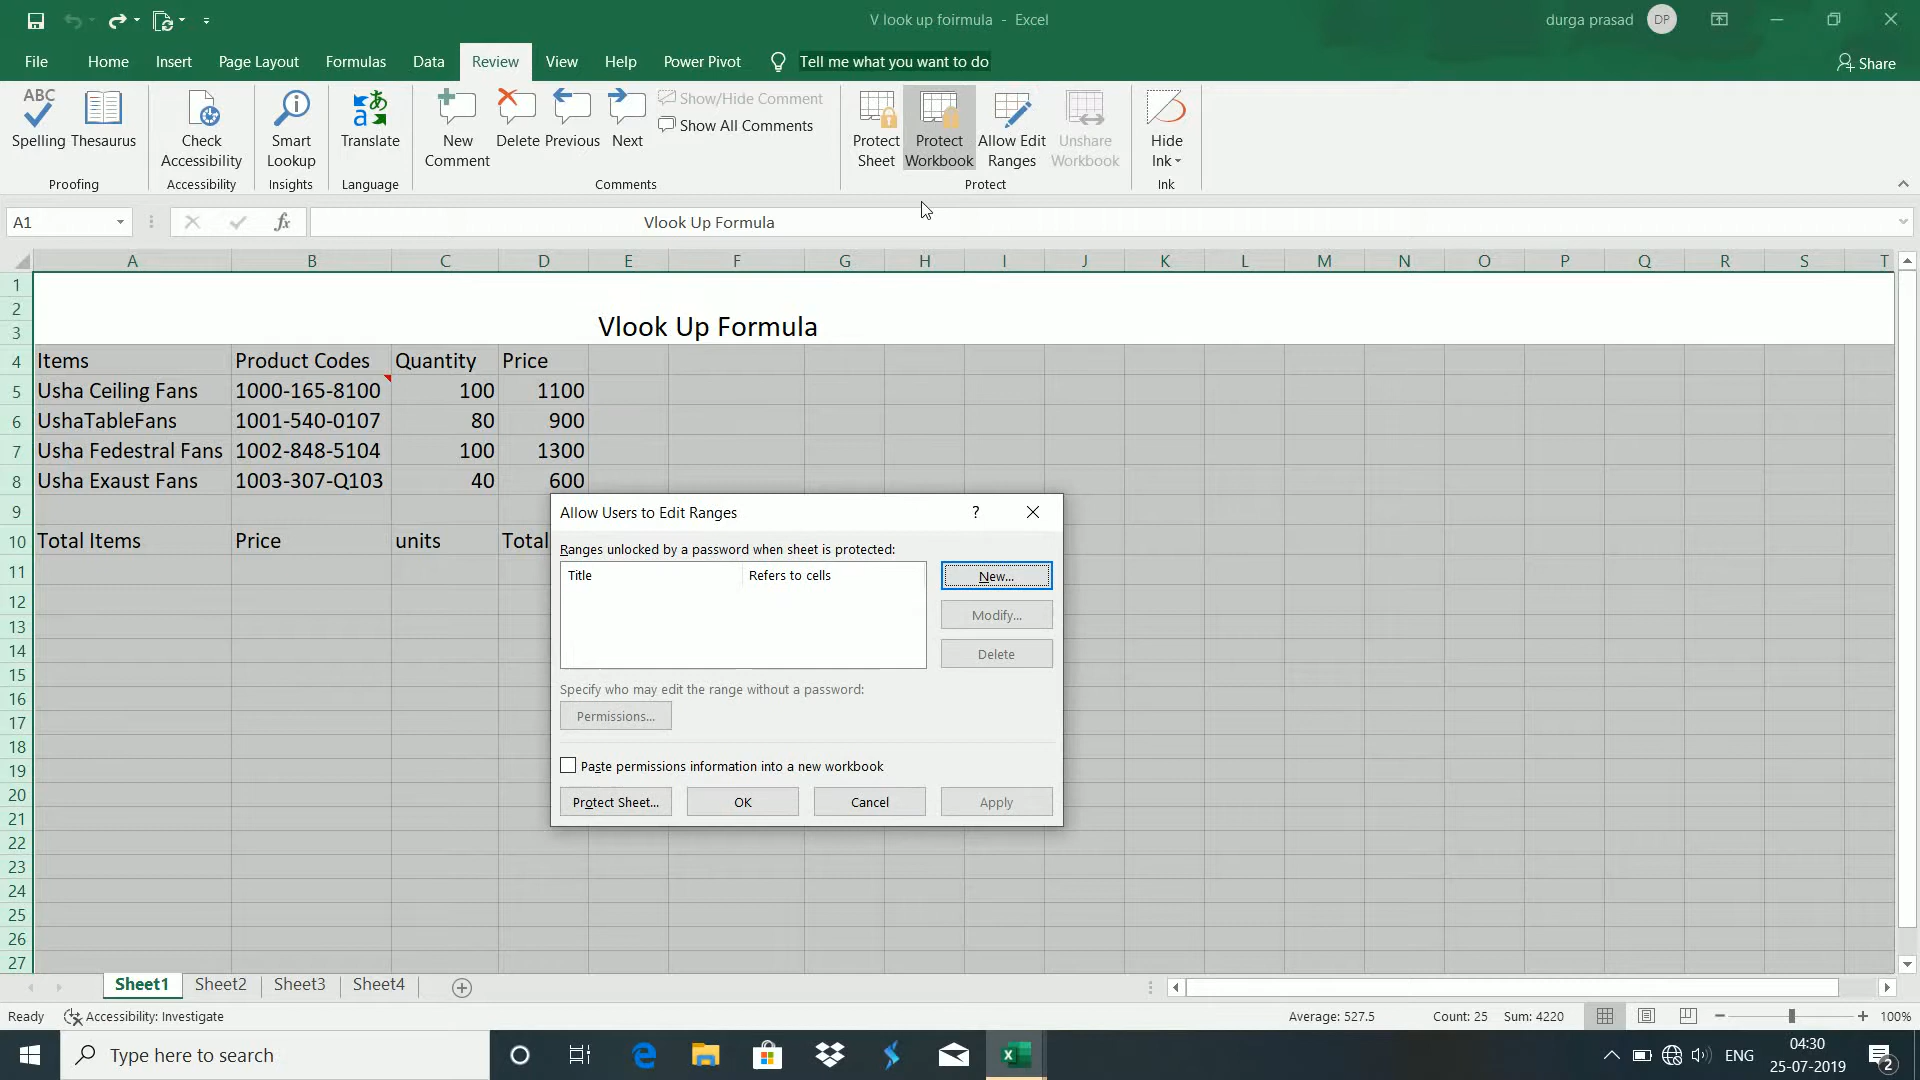 V look up foirmula - Excel
durga prasad
DP
File
Home
Insert
Page Layout
Formulas
Data
Review
View
Help
Power Pivot
Tell me what you want to do
Share
ABC
Spelling
Thesaurus
Check
Accessibility
Smart
Lookup
Translate
New
Comment
Delete
Previous
Next
Show/Hide Comment
Show All Comments
Protect
Sheet
Protect
Workbook
Allow Edit
Ranges
Unshare
Workbook
Hide
Ink
Proofing
Accessibility
Insights
Language
Comments
Protect
Ink
A1
fx
Vlook Up Formula
A B C D E F G H I J K L M N O P Q R S T
1
2
3 Vlook Up Formula
4 Items Product Codes Quantity Price
5 Usha Ceiling Fans 1000-165-8100 100 1100
6 UshaTableFans 1001-540-0107 80 900
7 Usha Fedestral Fans 1002-848-5104 100 1300
8 Usha Exaust Fans 1003-307-Q103 40 600
9
10 Total Items Price units Total
11
12
13
14
15
16
17
18
19
20
21
22
23
24
25
26
27
Allow Users to Edit Ranges
?
Ranges unlocked by a password when sheet is protected:
Title Refers to cells
New...
Modify...
Delete
Specify who may edit the range without a password:
Permissions...
Paste permissions information into a new workbook
Protect Sheet...
OK
Cancel
Apply
Sheet1
Sheet2
Sheet3
Sheet4
Ready
Accessibility: Investigate
Average: 527.5
Count: 25
Sum: 4220
100%
Type here to search
ENG
04:30
25-07-2019
2